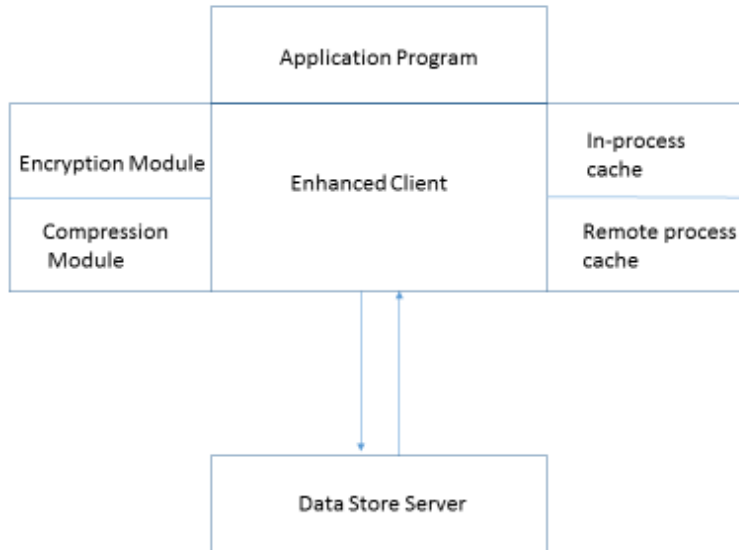 Application Program
Encryption Module
Enhanced Client
In-process
cache
Compression
Module
Remote process
cache
Data Store Server